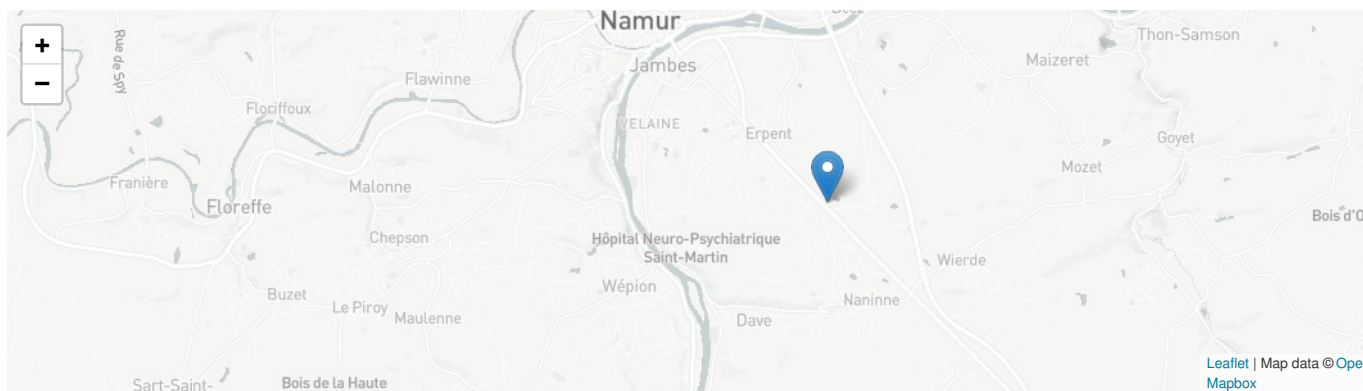 +
−
Namur
Thon-Samson
Maizeret
Jambes
Flawinne
Rue de Spy
Floriffoux
VELAINE
Erpent
Goyet
Mozet
Franière
Malonne
Floreffe
Bois d'O
Chepson
Hôpital Neuro-Psychiatrique
Saint-Martin
Wierde
Wépion
Buzet
Le Piroy
Maulenne
Naninne
Dave
Leaflet | Map data © Ope
Mapbox
Sart-Saint-
Bois de la Haute